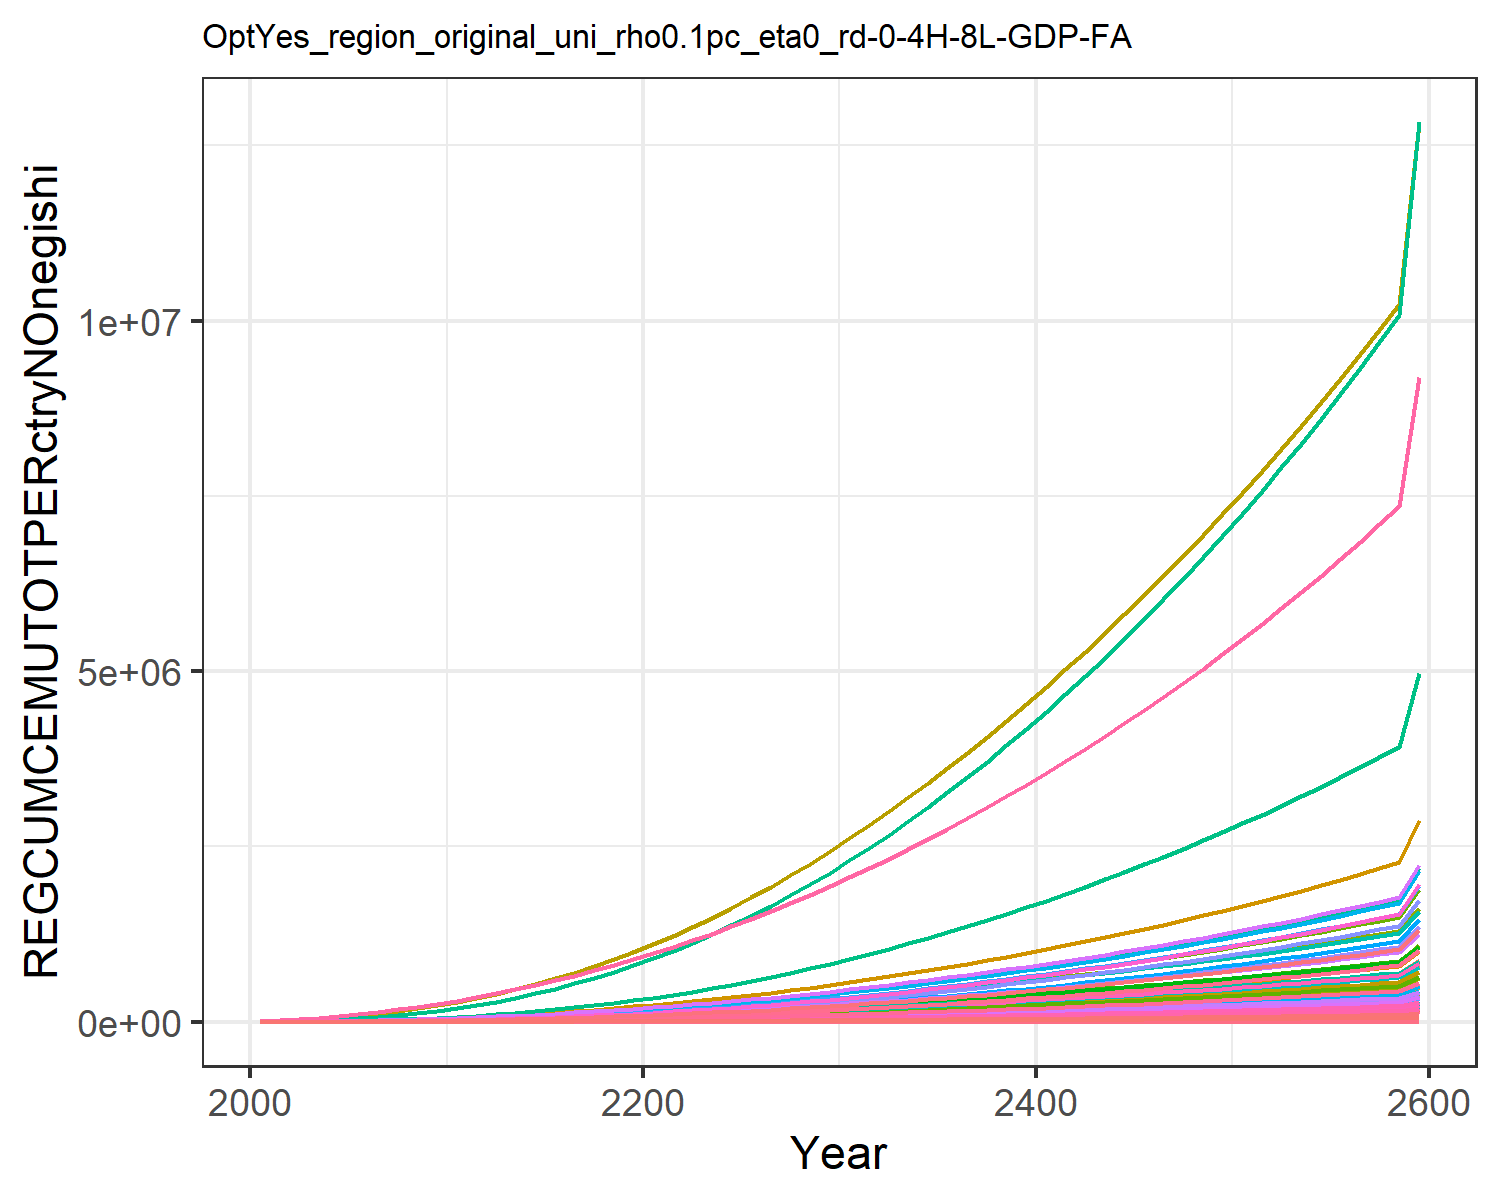 OptYes_region_original_uni_rho0.1pc_eta0_rd-0-4H-8L-GDP-FA
REGCUMCEMUTOTPERctryNOnegishi
1e+07
5e+06
0e+00
2000
2200
2400
2600
Year